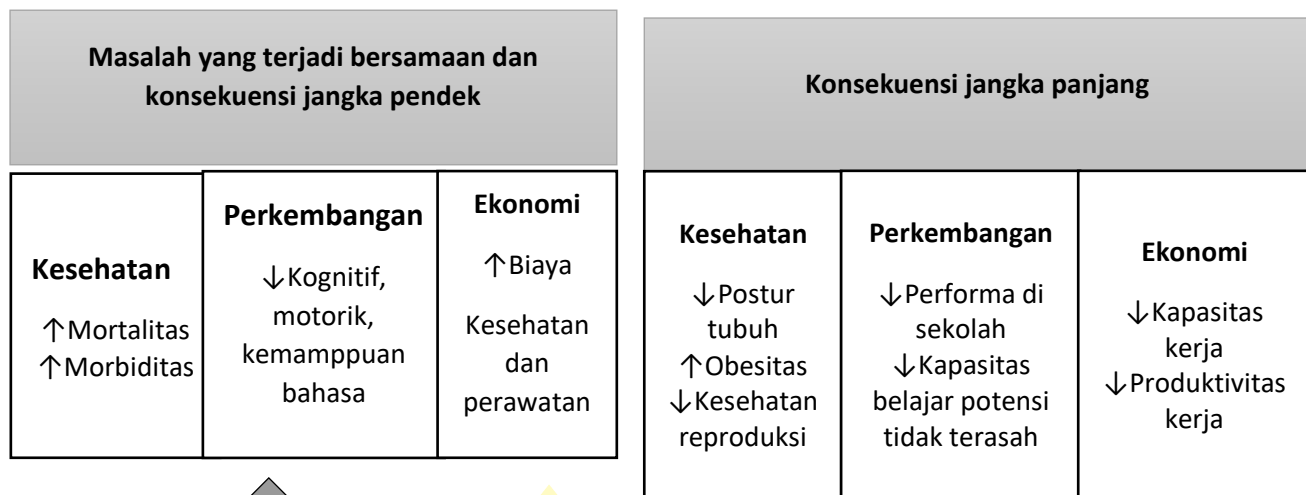 Masalah yang terjadi bersamaan dan
konsekuensi jangka pendek
Kesehatan
↑Mortalitas
↑Morbiditas
Perkembangan
↓Kognitif,
motorik,
kemamppuan
bahasa
Ekonomi
↑Biaya
Kesehatan
dan
perawatan
Konsekuensi jangka panjang
Kesehatan
↓Postur
tubuh
↑Obesitas
↓Kesehatan
reproduksi
Perkembangan
↓Performa di
sekolah
↓Kapasitas
belajar potensi
tidak terasah
Ekonomi
↓Kapasitas
kerja
↓Produktivitas
kerja